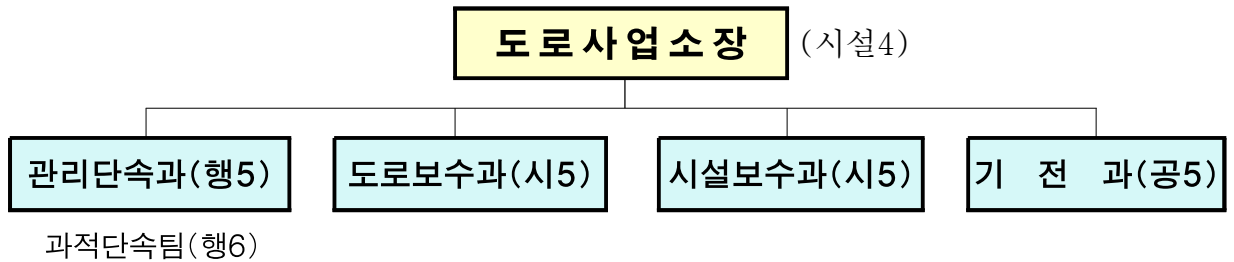 도로사업소장 (시설4)
관리단속과(행5) 도로보수과(시5) 시설보수과(시5) 기 전 과(공5)
과적단속팀(행6)